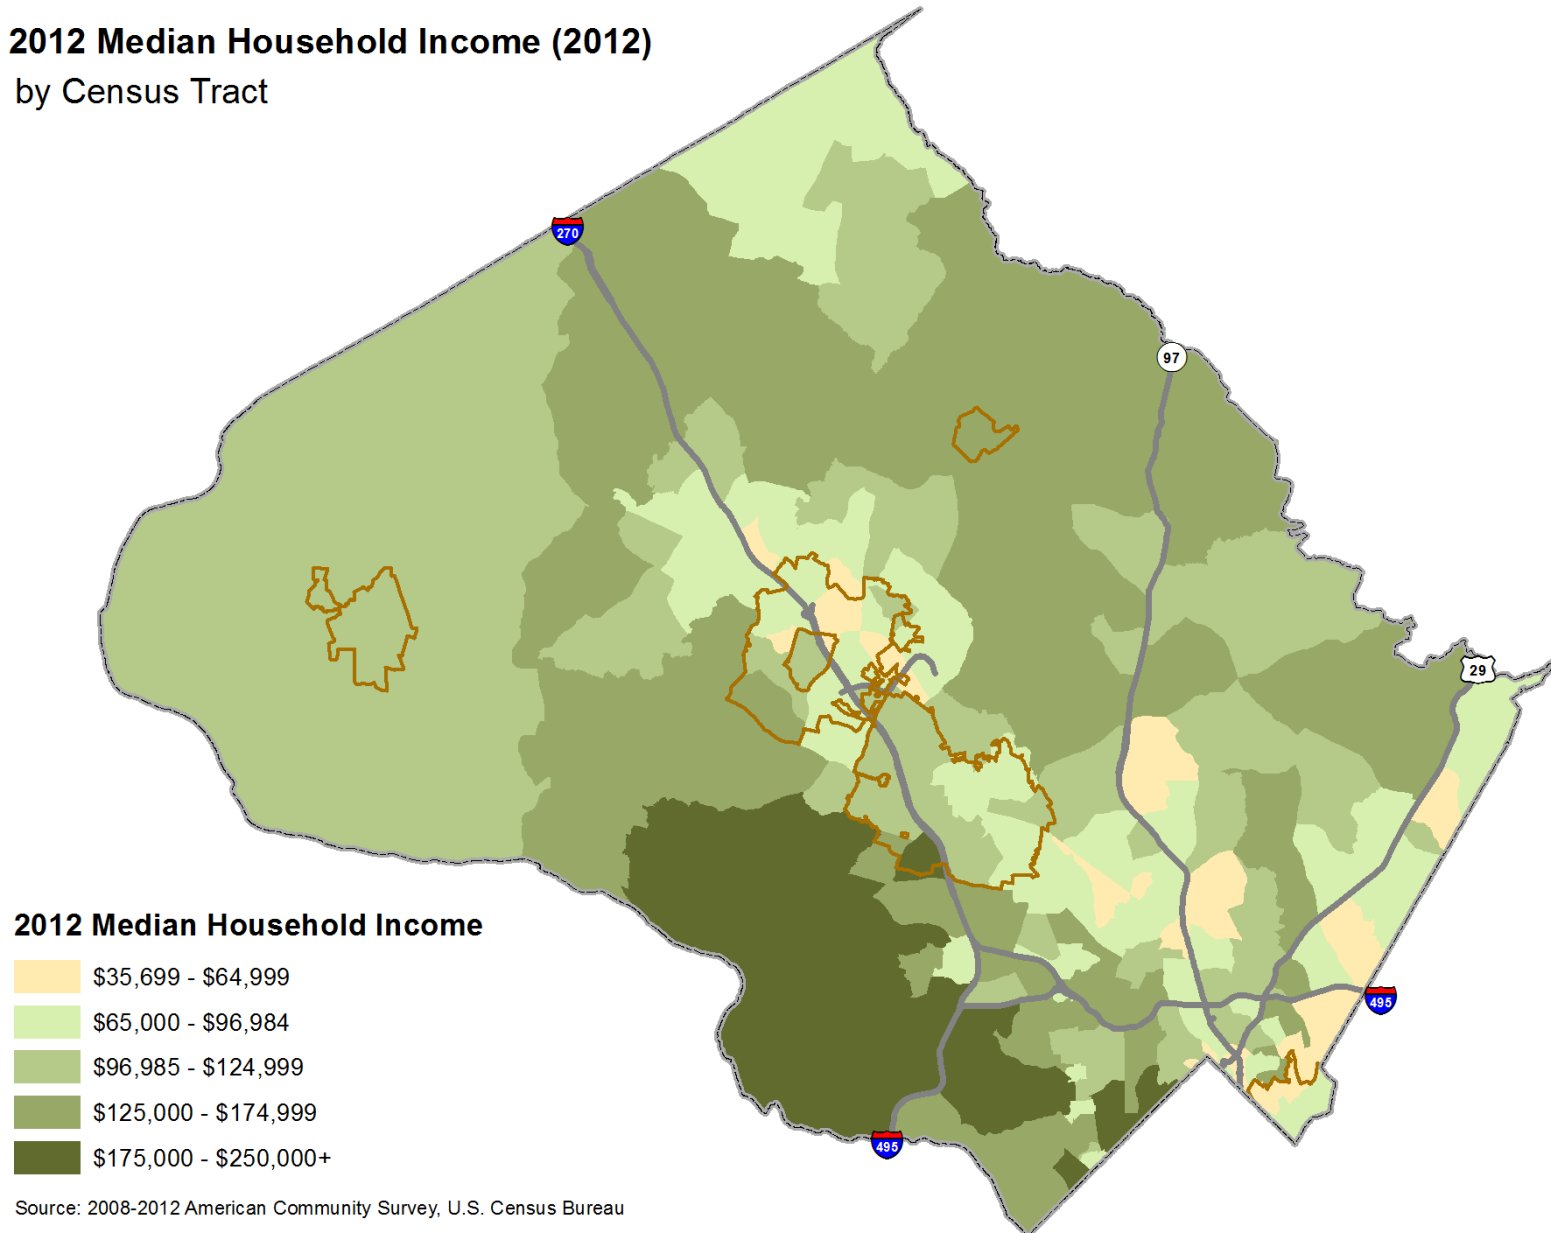 2012 Median Household Income (2012)
by Census Tract
270
97
29
2012 Median Household Income
$35,699 - $64,999
$65,000 - $96,984
$96,985 - $124,999
$125,000 - $174,999
$175,000 - $250,000+
495
495
Source: 2008-2012 American Community Survey, U.S. Census Bureau